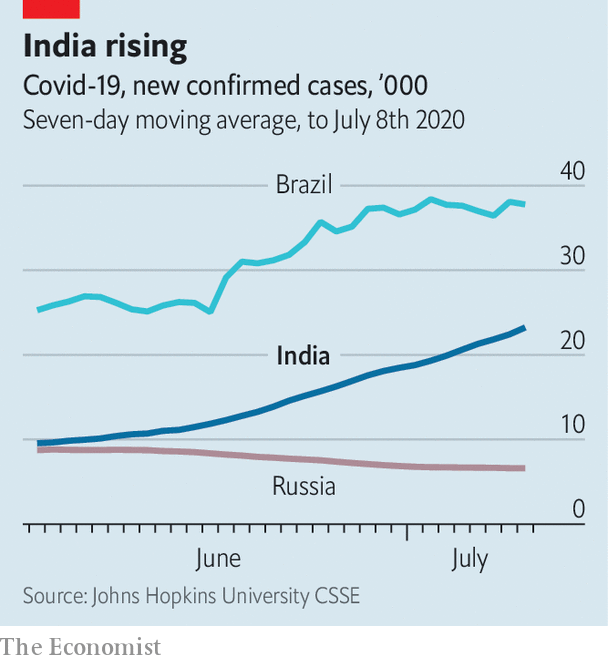 India rising
Covid-19, new confirmed cases, ’000
Seven-day moving average, to July 8th 2020
40
Brazil
30
20
India
10
Russia
0
June July
Source: Johns Hopkins University CSSE
The Economist